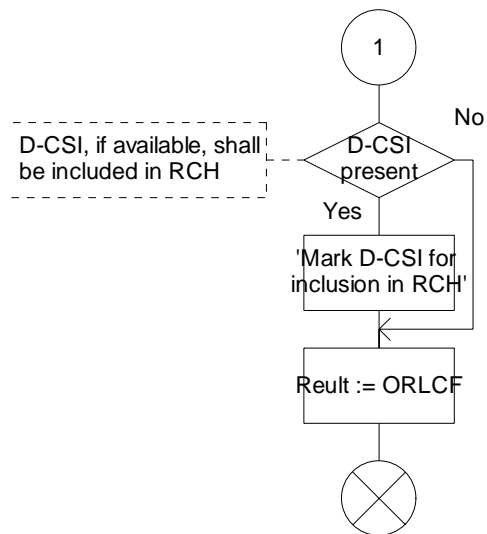 1
No
D-CSI, if available, shall
be included in RCH
D-CSI
present
Yes
'Mark D-CSI for
inclusion in RCH'
Reult := ORLCF